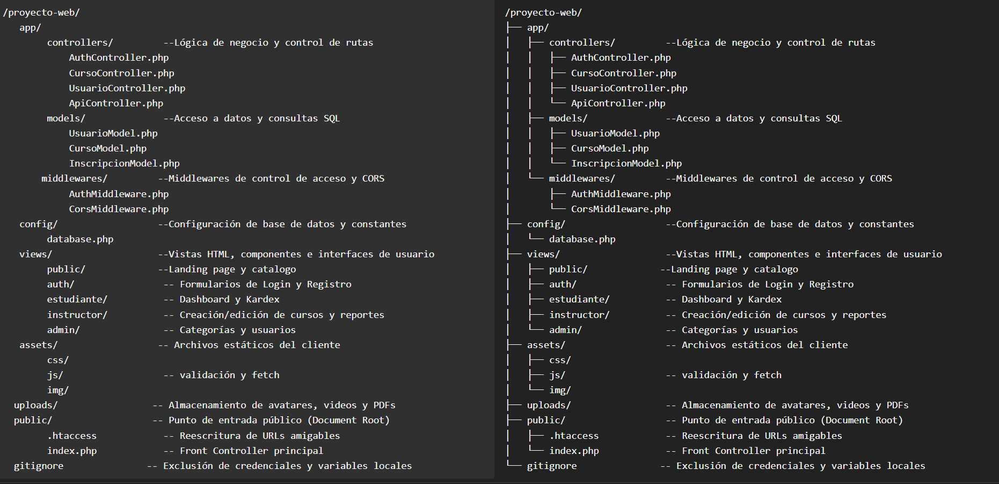 /proyecto-web/
   app/
        controllers/         --Lógica de negocio y control de rutas
            AuthController.php
            CursoController.php
            UsuarioController.php
            ApiController.php
        models/              --Acceso a datos y consultas SQL
            UsuarioModel.php
            CursoModel.php
            InscripcionModel.php
       middlewares/         --Middlewares de control de acceso y CORS
            AuthMiddleware.php
            CorsMiddleware.php
   config/                  --Configuración de base de datos y constantes
        database.php
   views/                   --Vistas HTML, componentes e interfaces de usuario
        public/             --Landing page y catalogo
        auth/                -- Formularios de Login y Registro
        estudiante/          -- Dashboard y Kardex
        instructor/          -- Creación/edición de cursos y reportes
        admin/               -- Categorías y usuarios
   assets/                  -- Archivos estáticos del cliente
        css/
        js/                  -- validación y fetch
        img/
  uploads/                 -- Almacenamiento de avatares, videos y PDFs
  public/                  -- Punto de entrada público (Document Root)
        .htaccess            -- Reescritura de URLs amigables
        index.php            -- Front Controller principal
  gitignore               -- Exclusión de credenciales y variables locales
/proyecto-web/
├── app/
│   ├── controllers/         --Lógica de negocio y control de rutas
│   │   ├── AuthController.php
│   │   ├── CursoController.php
│   │   ├── UsuarioController.php
│   │   └── ApiController.php
│   ├── models/              --Acceso a datos y consultas SQL
│   │   ├── UsuarioModel.php
│   │   ├── CursoModel.php
│   │   └── InscripcionModel.php
│   └── middlewares/         --Middlewares de control de acceso y CORS
│       ├── AuthMiddleware.php
│       └── CorsMiddleware.php
├── config/                  --Configuración de base de datos y constantes
│   └── database.php
├── views/                   --Vistas HTML, componentes e interfaces de usuario
│   ├── public/             --Landing page y catalogo
│   ├── auth/                -- Formularios de Login y Registro
│   ├── estudiante/          -- Dashboard y Kardex
│   ├── instructor/          -- Creación/edición de cursos y reportes
│   └── admin/               -- Categorías y usuarios
├── assets/                  -- Archivos estáticos del cliente
│   ├── css/
│   ├── js/                  -- validación y fetch
│   └── img/
├── uploads/                 -- Almacenamiento de avatares, videos y PDFs
├── public/                  -- Punto de entrada público (Document Root)
│   ├── .htaccess            -- Reescritura de URLs amigables
│   └── index.php            -- Front Controller principal
└── gitignore               -- Exclusión de credenciales y variables locales